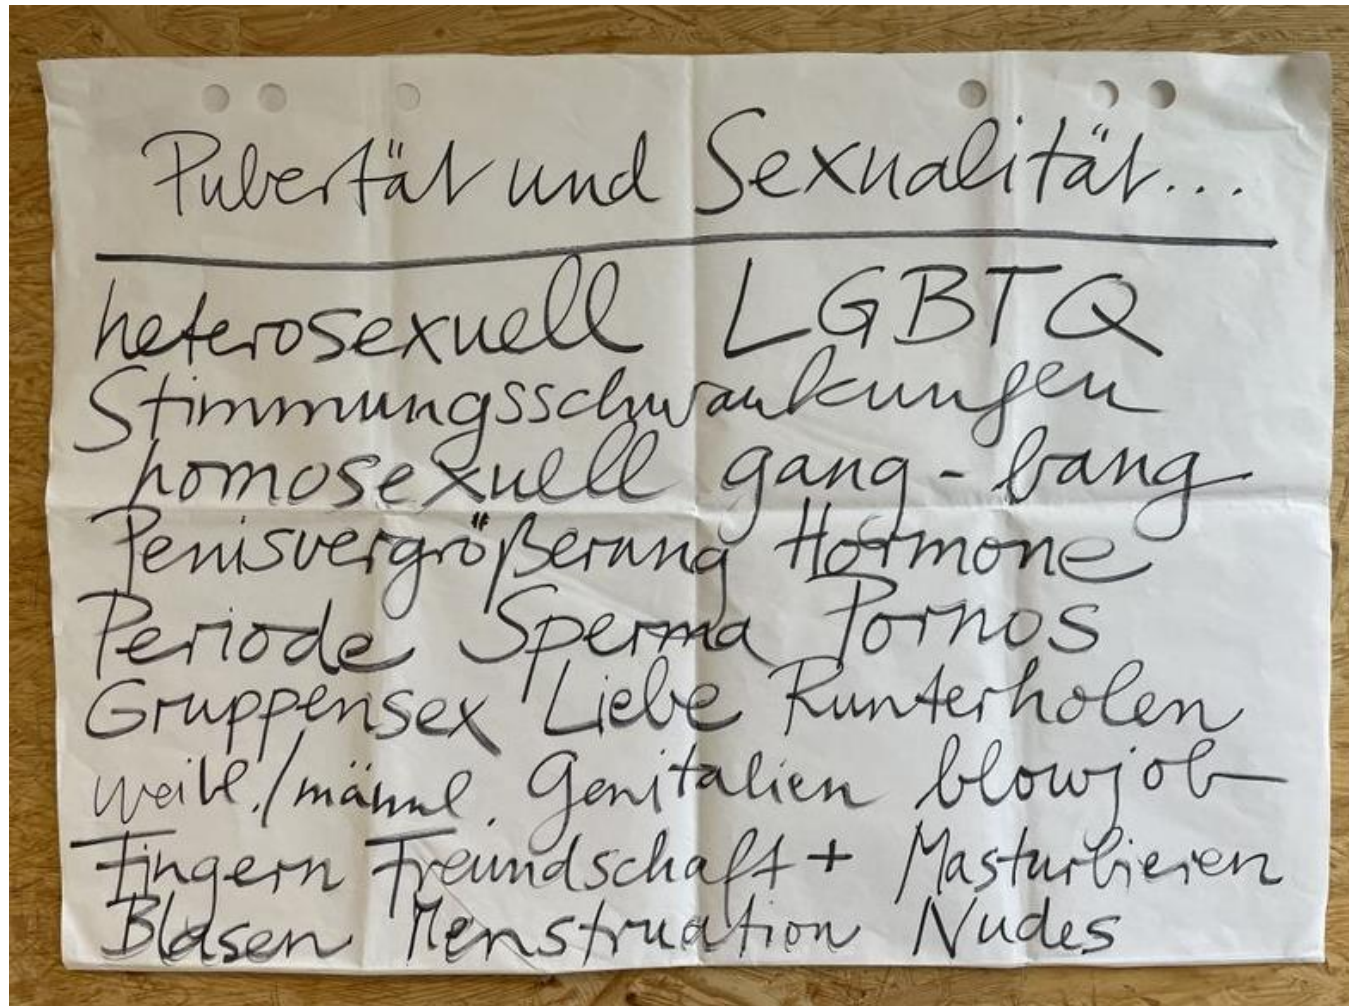 Pubertät und Sexualität...
heterosexuell LGBTQ
Stimmungsschwankungen
homosexuell gang-bang
Penisvergrößerung Hormone
Periode Sperma Pornos
Gruppensex Liebe Runterholen
weibl./männl. Genitalien blowjob
Fingern Freundschaft + Masturbieren
Blasen Menstruation Nudes